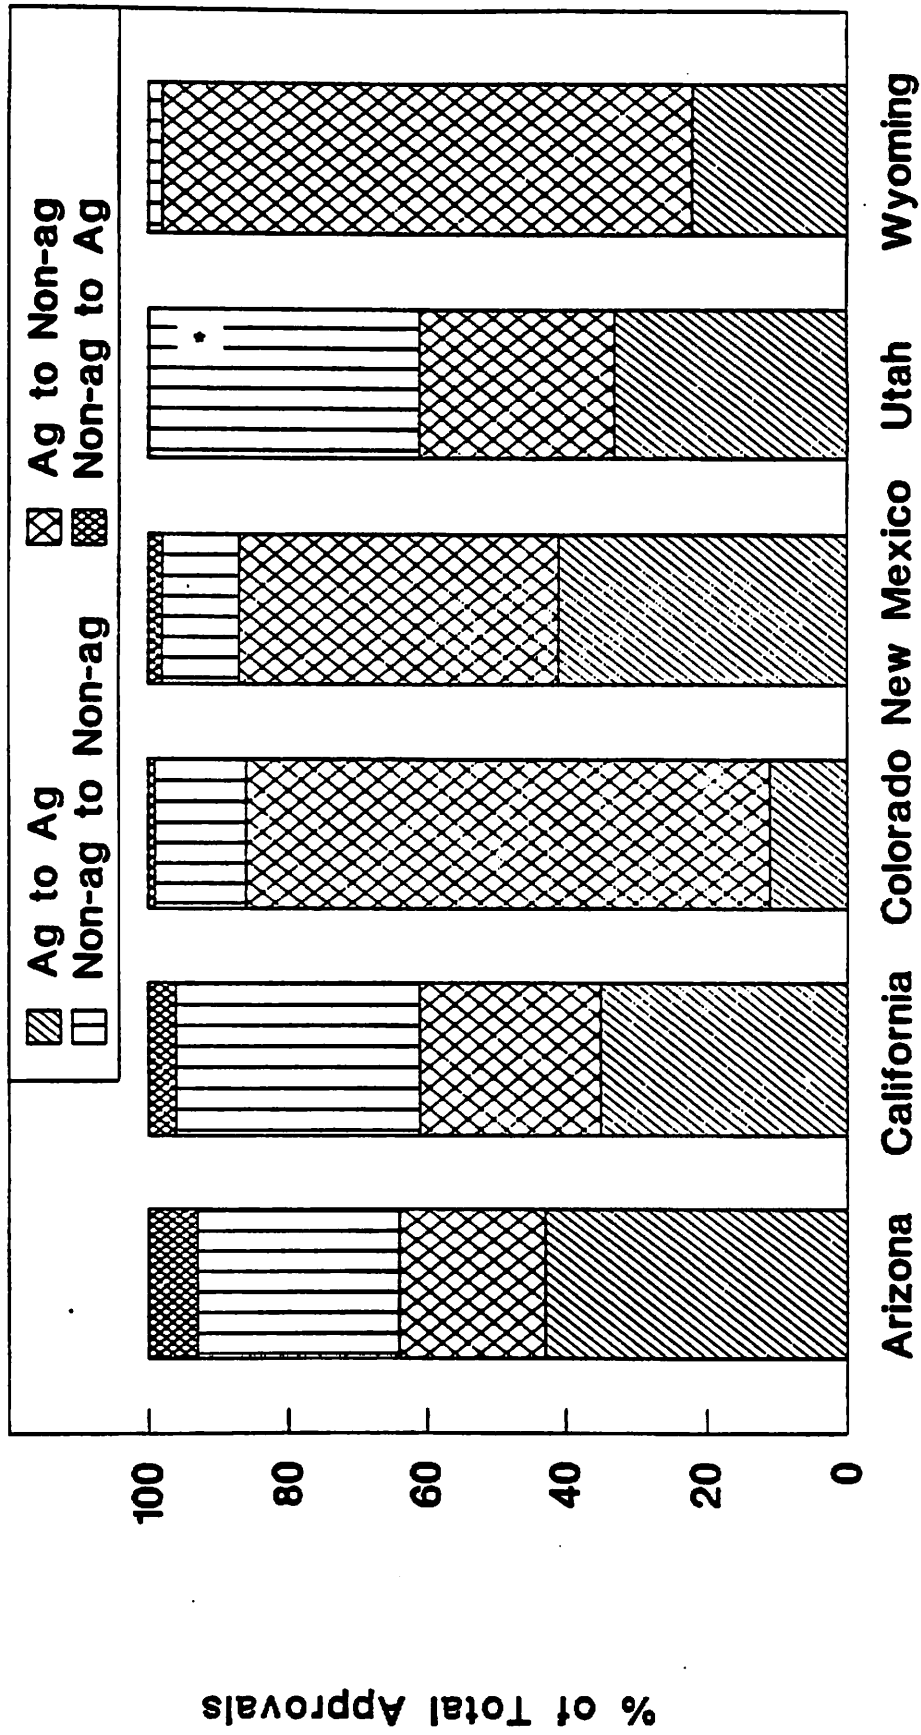 Ag to Ag
Ag to Non-ag
Non-ag to Non-ag
Non-ag to Ag
% of Total Approvals
100
80
60
40
20
0
*
Arizona California Colorado New Mexico Utah Wyoming